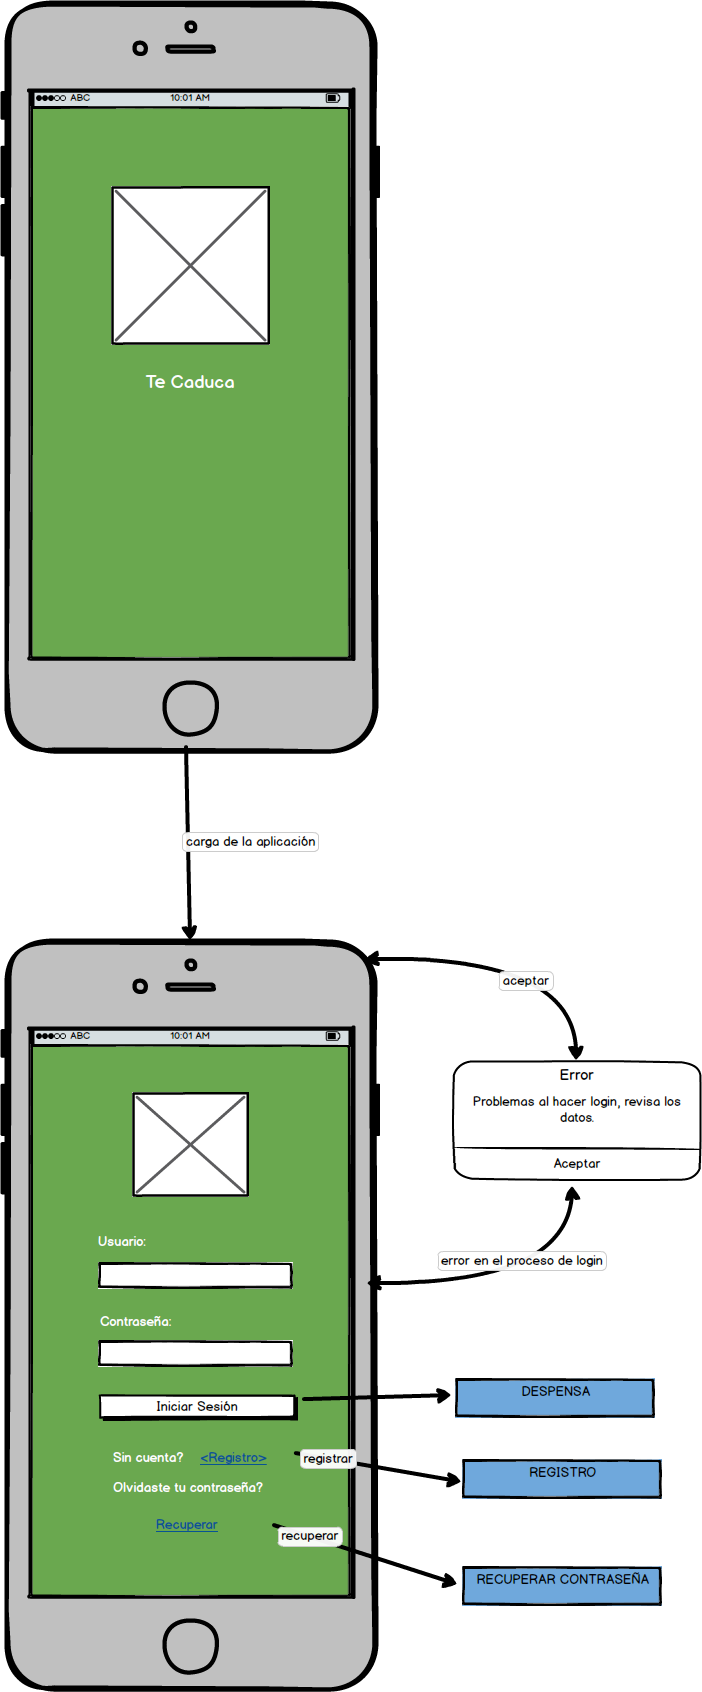 ABC
10:01 AM
Te Caduca
carga de la aplicación
ABC
10:01 AM
aceptar
Error
Problemas al hacer login, revisa los
datos.
Aceptar
Usuario:
error en el proceso de login
Contraseña:
Iniciar Sesión
DESPENSA
Sin cuenta? <Registro>
registrar
REGISTRO
Olvidaste tu contraseña?
Recuperar
recuperar
RECUPERAR CONTRASEÑA